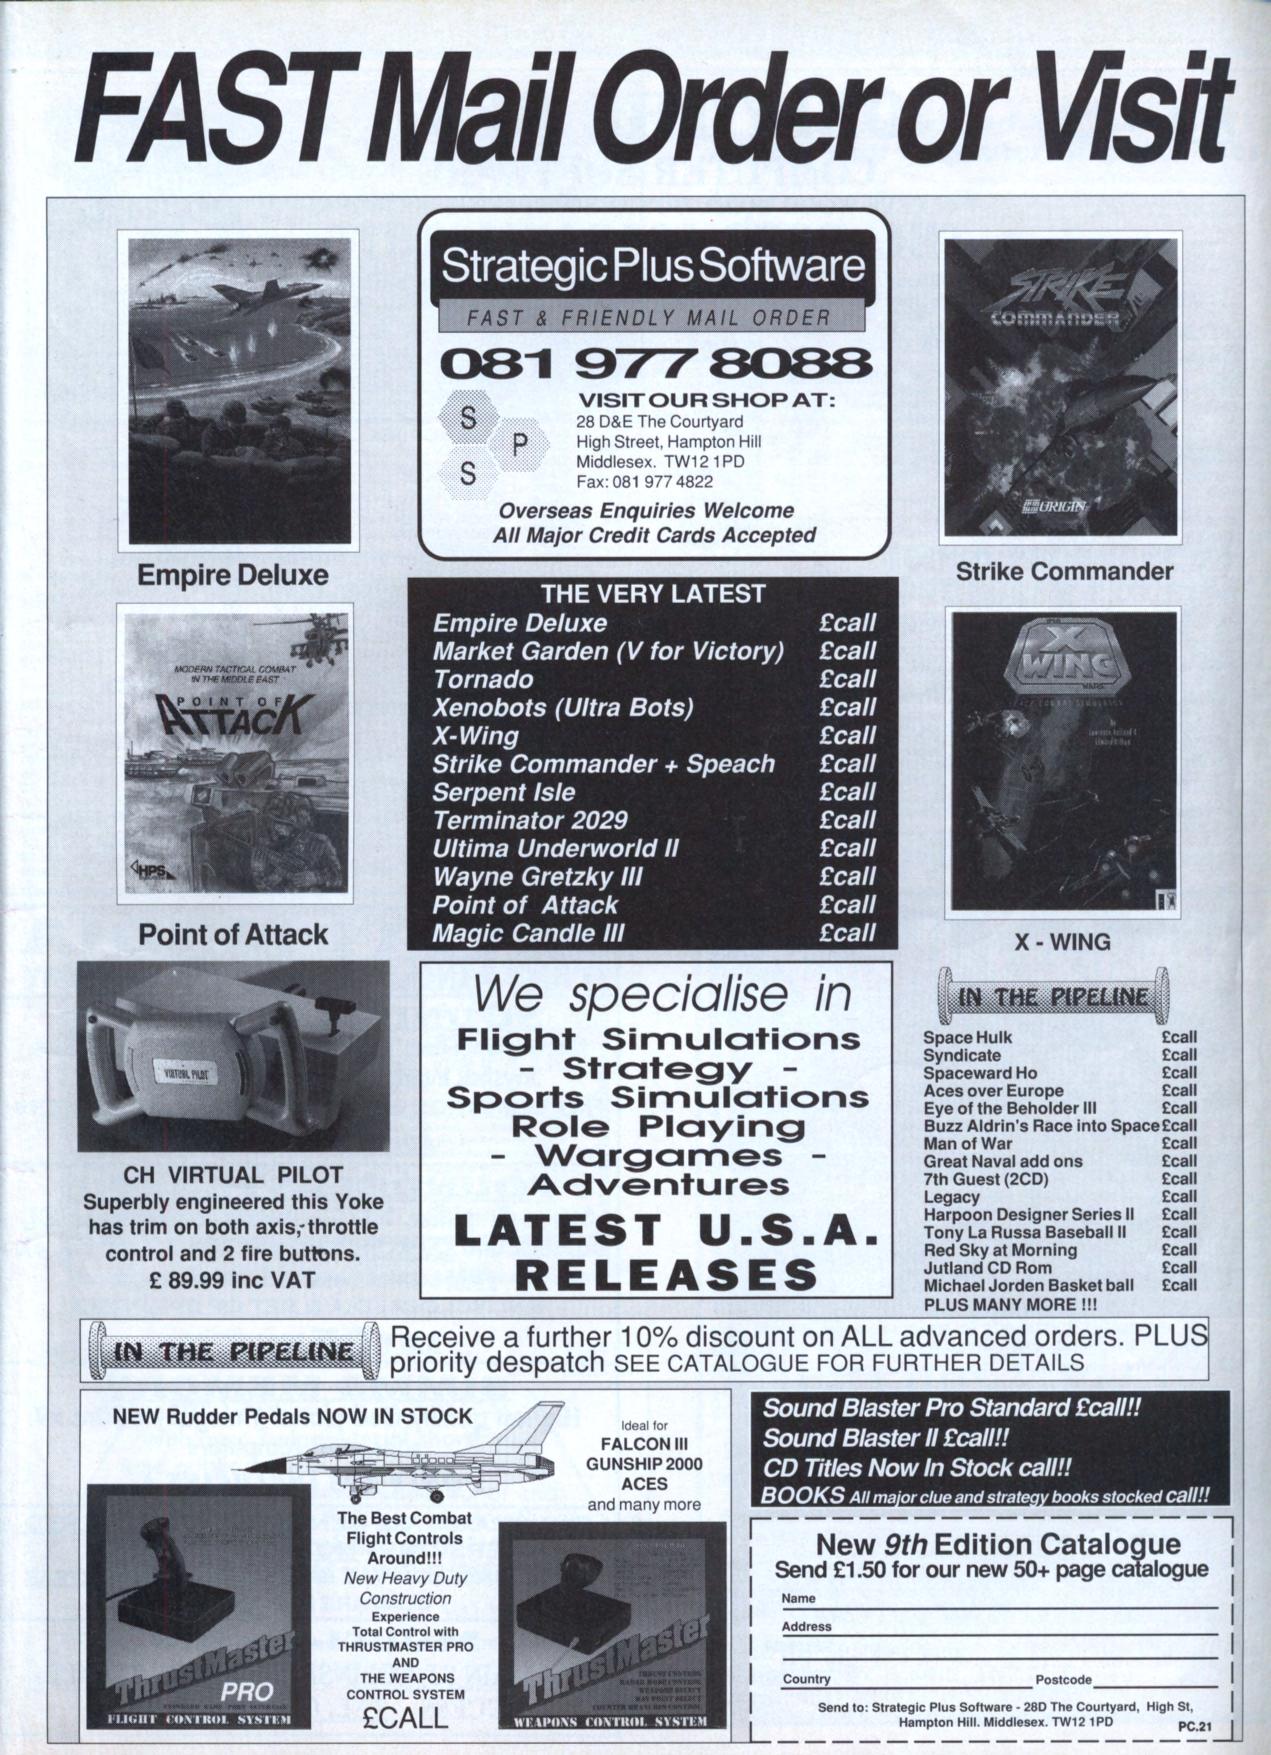 FAST Mail Order or Visit
Strategic Plus Software
FAST & FRIENDLY MAIL ORDER
081 977 8088
S
P
S
VISIT OUR SHOP AT:
28 D&E The Courtyard
High Street, Hampton Hill
Middlesex. TW12 1PD
Fax: 081 977 4822
Overseas Enquiries Welcome
All Major Credit Cards Accepted
Empire Deluxe
STRIKE
COMMANDER
ORIGIN
Strike Commander
MODERN TACTICAL COMBAT
IN THE MIDDLE EAST
POINT OF
ATTACK
HPS
Point of Attack
THE VERY LATEST
Empire Deluxe £call
Market Garden (V for Victory) £call
Tornado £call
Xenobots (Ultra Bots) £call
X-Wing £call
Strike Commander + Speach £call
Serpent Isle £call
Terminator 2029 £call
Ultima Underworld II £call
Wayne Gretzky III £call
Point of Attack £call
Magic Candle III £call
X
WING
WARS
SPACE COMBAT SIMULATOR
by
X - WING
VIRTUAL PILOT
CH VIRTUAL PILOT
Superbly engineered this Yoke
has trim on both axis, throttle
control and 2 fire buttons.
£ 89.99 inc VAT
We specialise in
Flight Simulations
- Strategy -
Sports Simulations
Role Playing
- Wargames -
Adventures
LATEST U.S.A.
RELEASES
IN THE PIPELINE
Space Hulk £call
Syndicate £call
Spaceward Ho £call
Aces over Europe £call
Eye of the Beholder III £call
Buzz Aldrin's Race into Space £call
Man of War £call
Great Naval add ons £call
7th Guest (2CD) £call
Legacy £call
Harpoon Designer Series II £call
Tony La Russa Baseball II £call
Red Sky at Morning £call
Jutland CD Rom £call
Michael Jorden Basket ball £call
PLUS MANY MORE !!!
IN THE PIPELINE
Receive a further 10% discount on ALL advanced orders. PLUS
priority despatch SEE CATALOGUE FOR FURTHER DETAILS
NEW Rudder Pedals NOW IN STOCK
Ideal for
FALCON III
GUNSHIP 2000
ACES
and many more
The Best Combat
Flight Controls
Around!!!
New Heavy Duty
Construction
Experience
Total Control with
THRUSTMASTER PRO
AND
THE WEAPONS
CONTROL SYSTEM
£CALL
ThrustMaster
PRO
FLIGHT CONTROL SYSTEM
ThrustMaster
THRUST CONTROL
RADAR MODE CONTROL
WEAPONS SELECT
WAY POINT SELECT
WEAPONS CONTROL SYSTEM
Sound Blaster Pro Standard £call!!
Sound Blaster II £call!!
CD Titles Now In Stock call!!
BOOKS All major clue and strategy books stocked call!!
New 9th Edition Catalogue
Send £1.50 for our new 50+ page catalogue
Name
Address
Country Postcode
Send to: Strategic Plus Software - 28D The Courtyard, High St,
Hampton Hill. Middlesex. TW12 1PD
PC.21